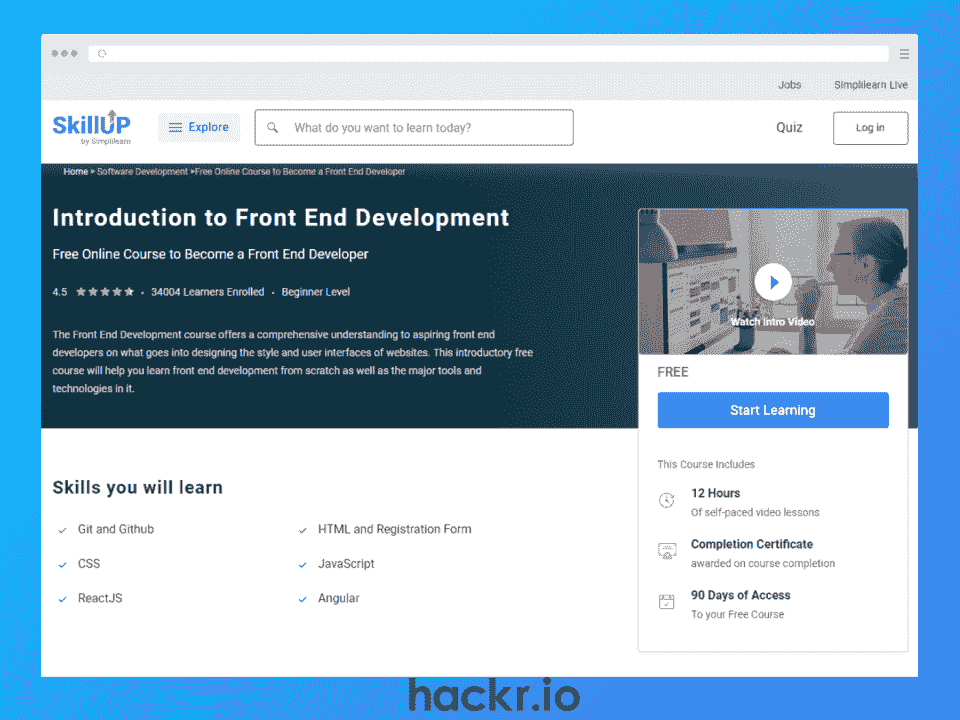 Jobs
Simplilearn Live
SkillUP
by Simplilearn
Explore
What do you want to learn today?
Quiz
Log in
Home > Software Development >Free Online Course to Become a Front End Developer
Introduction to Front End Development
Free Online Course to Become a Front End Developer
4.5 34004 Learners Enrolled Beginner Level
The Front End Development course offers a comprehensive understanding to aspiring front end
developers on what goes into designing the style and user interfaces of websites. This introductory free
course will help you learn front end development from scratch as well as the major tools and
technologies in it.
Watch Intro Video
FREE
Start Learning
This Course Includes
12 Hours
Of self-paced video lessons
Completion Certificate
awarded on course completion
90 Days of Access
To your Free Course
Skills you will learn
Git and Github
HTML and Registration Form
CSS
JavaScript
ReactJS
Angular
hackr.io